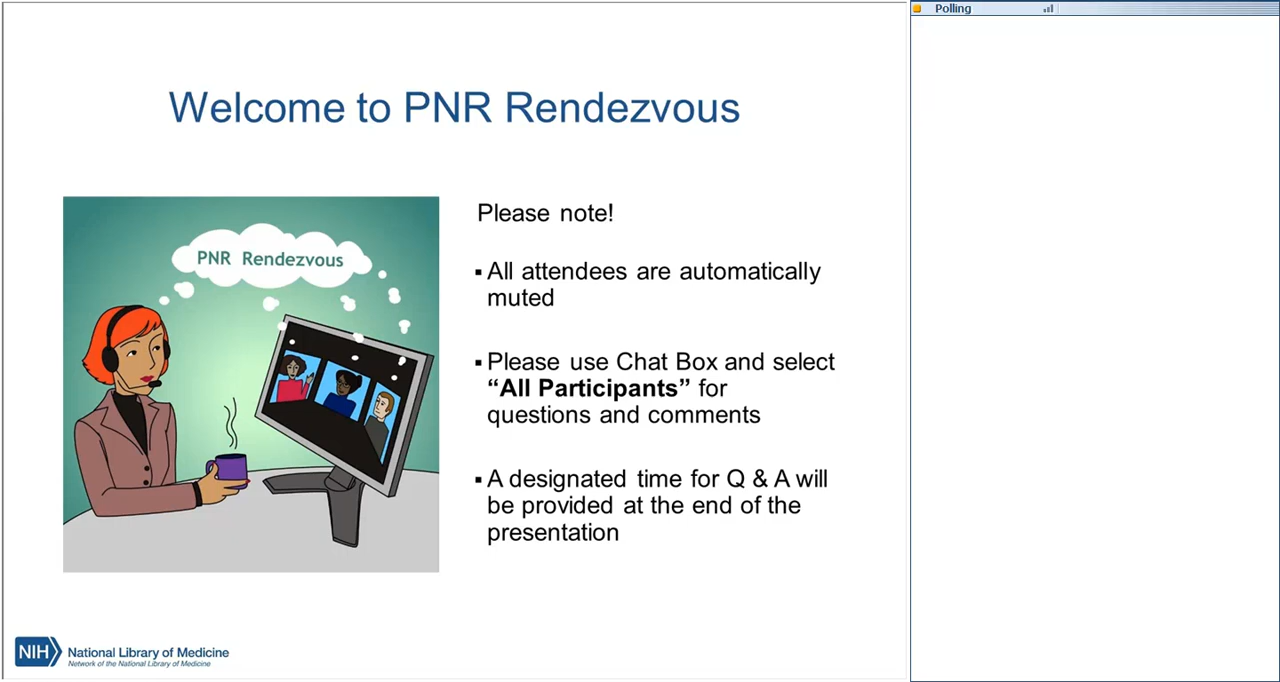 Polling
Welcome to PNR Rendezvous
PNR Rendezvous
Please note!
▪ All attendees are automatically
muted
▪ Please use Chat Box and select
“All Participants” for
questions and comments
▪ A designated time for Q & A will
be provided at the end of the
presentation
NIH National Library of Medicine
Network of the National Library of Medicine